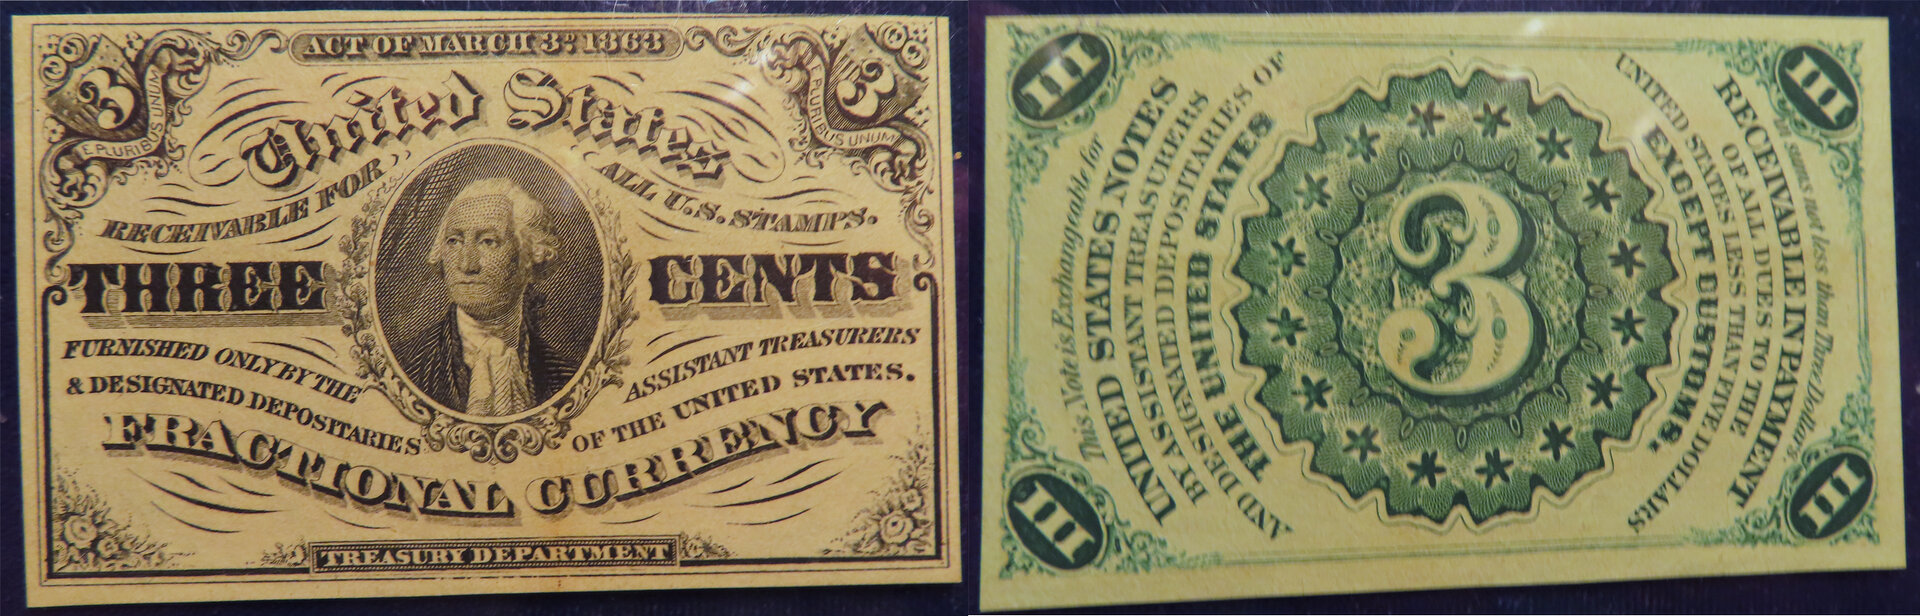 ACT OF MARCH 3D. 1863
3
E PLURIBUS UNUM
3
E PLURIBUS UNUM
United States
RECEIVABLE FOR
ALL U.S. STAMPS.
THREE CENTS
FURNISHED ONLY BY THE
ASSISTANT TREASURERS
& DESIGNATED DEPOSITARIES
OF THE UNITED STATES.
FRACTIONAL CURRENCY
TREASURY DEPARTMENT
III
III
This Note is Exchangeable for
UNITED STATES NOTES
BY ASSISTANT TREASURERS
AND DESIGNATED DEPOSITARIES OF
THE UNITED STATES
3
RECEIVABLE IN PAYMENT
OF ALL DUES TO THE
UNITED STATES LESS THAN FIVE DOLLARS
EXCEPT CUSTOMS.
in sums not less than Three Dollars.
III
III